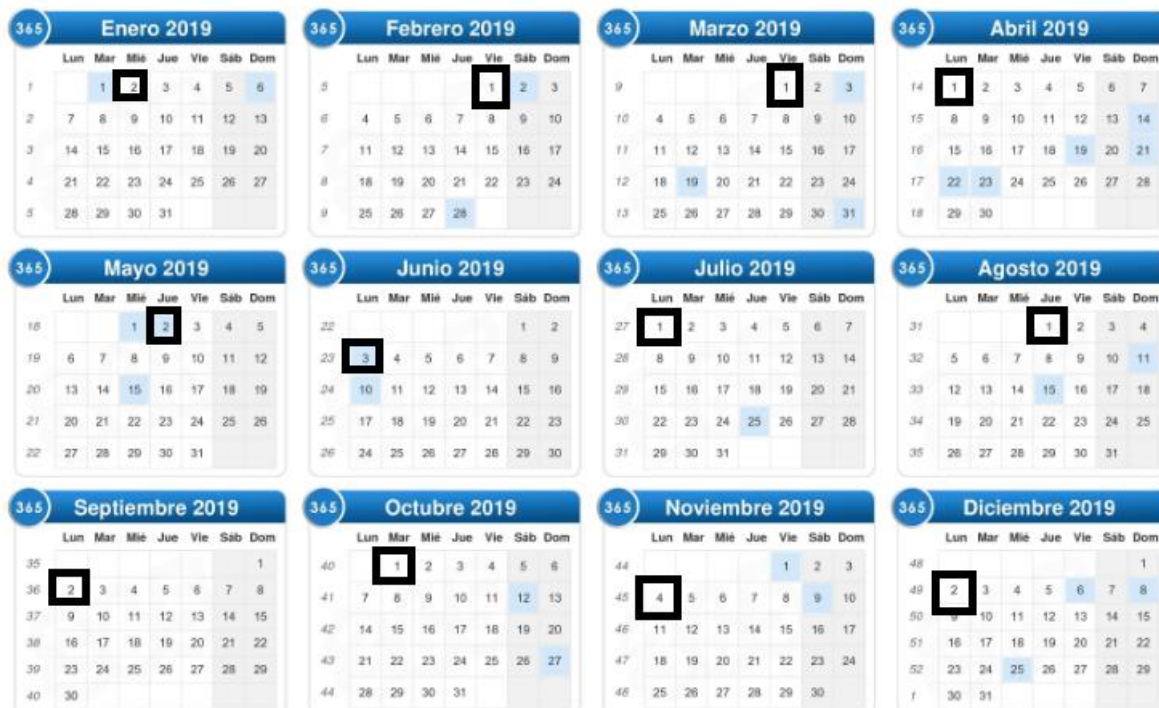 365 Enero 2019
Lun Mar Mié Jue Vie Sáb Dom
1 1 2 3 4 5 6
2 7 8 9 10 11 12 13
3 14 15 16 17 18 19 20
4 21 22 23 24 25 26 27
5 28 29 30 31
365 Febrero 2019
Lun Mar Mié Jue Vie Sáb Dom
5 1 2 3
6 4 5 6 7 8 9 10
7 11 12 13 14 15 16 17
8 18 19 20 21 22 23 24
9 25 26 27 28
365 Marzo 2019
Lun Mar Mié Jue Vie Sáb Dom
9 1 2 3
10 4 5 6 7 8 9 10
11 11 12 13 14 15 16 17
12 18 19 20 21 22 23 24
13 25 26 27 28 29 30 31
365 Abril 2019
Lun Mar Mié Jue Vie Sáb Dom
14 1 2 3 4 5 6 7
15 8 9 10 11 12 13 14
16 15 16 17 18 19 20 21
17 22 23 24 25 26 27 28
18 29 30
365 Mayo 2019
Lun Mar Mié Jue Vie Sáb Dom
18 1 2 3 4 5
19 6 7 8 9 10 11 12
20 13 14 15 16 17 18 19
21 20 21 22 23 24 25 26
22 27 28 29 30 31
365 Junio 2019
Lun Mar Mié Jue Vie Sáb Dom
22 1 2
23 3 4 5 6 7 8 9
24 10 11 12 13 14 15 16
25 17 18 19 20 21 22 23
26 24 25 26 27 28 29 30
365 Julio 2019
Lun Mar Mié Jue Vie Sáb Dom
27 1 2 3 4 5 6 7
28 8 9 10 11 12 13 14
29 15 16 17 18 19 20 21
30 22 23 24 25 26 27 28
31 29 30 31
365 Agosto 2019
Lun Mar Mié Jue Vie Sáb Dom
31 1 2 3 4
32 5 6 7 8 9 10 11
33 12 13 14 15 16 17 18
34 19 20 21 22 23 24 25
35 26 27 28 29 30 31
365 Septiembre 2019
Lun Mar Mié Jue Vie Sáb Dom
35 1
36 2 3 4 5 6 7 8
37 9 10 11 12 13 14 15
38 16 17 18 19 20 21 22
39 23 24 25 26 27 28 29
40 30
365 Octubre 2019
Lun Mar Mié Jue Vie Sáb Dom
40 1 2 3 4 5 6
41 7 8 9 10 11 12 13
42 14 15 16 17 18 19 20
43 21 22 23 24 25 26 27
44 28 29 30 31
365 Noviembre 2019
Lun Mar Mié Jue Vie Sáb Dom
44 1 2 3
45 4 5 6 7 8 9 10
46 11 12 13 14 15 16 17
47 18 19 20 21 22 23 24
48 25 26 27 28 29 30
365 Diciembre 2019
Lun Mar Mié Jue Vie Sáb Dom
48 1
49 2 3 4 5 6 7 8
50 9 10 11 12 13 14 15
51 16 17 18 19 20 21 22
52 23 24 25 26 27 28 29
1 30 31